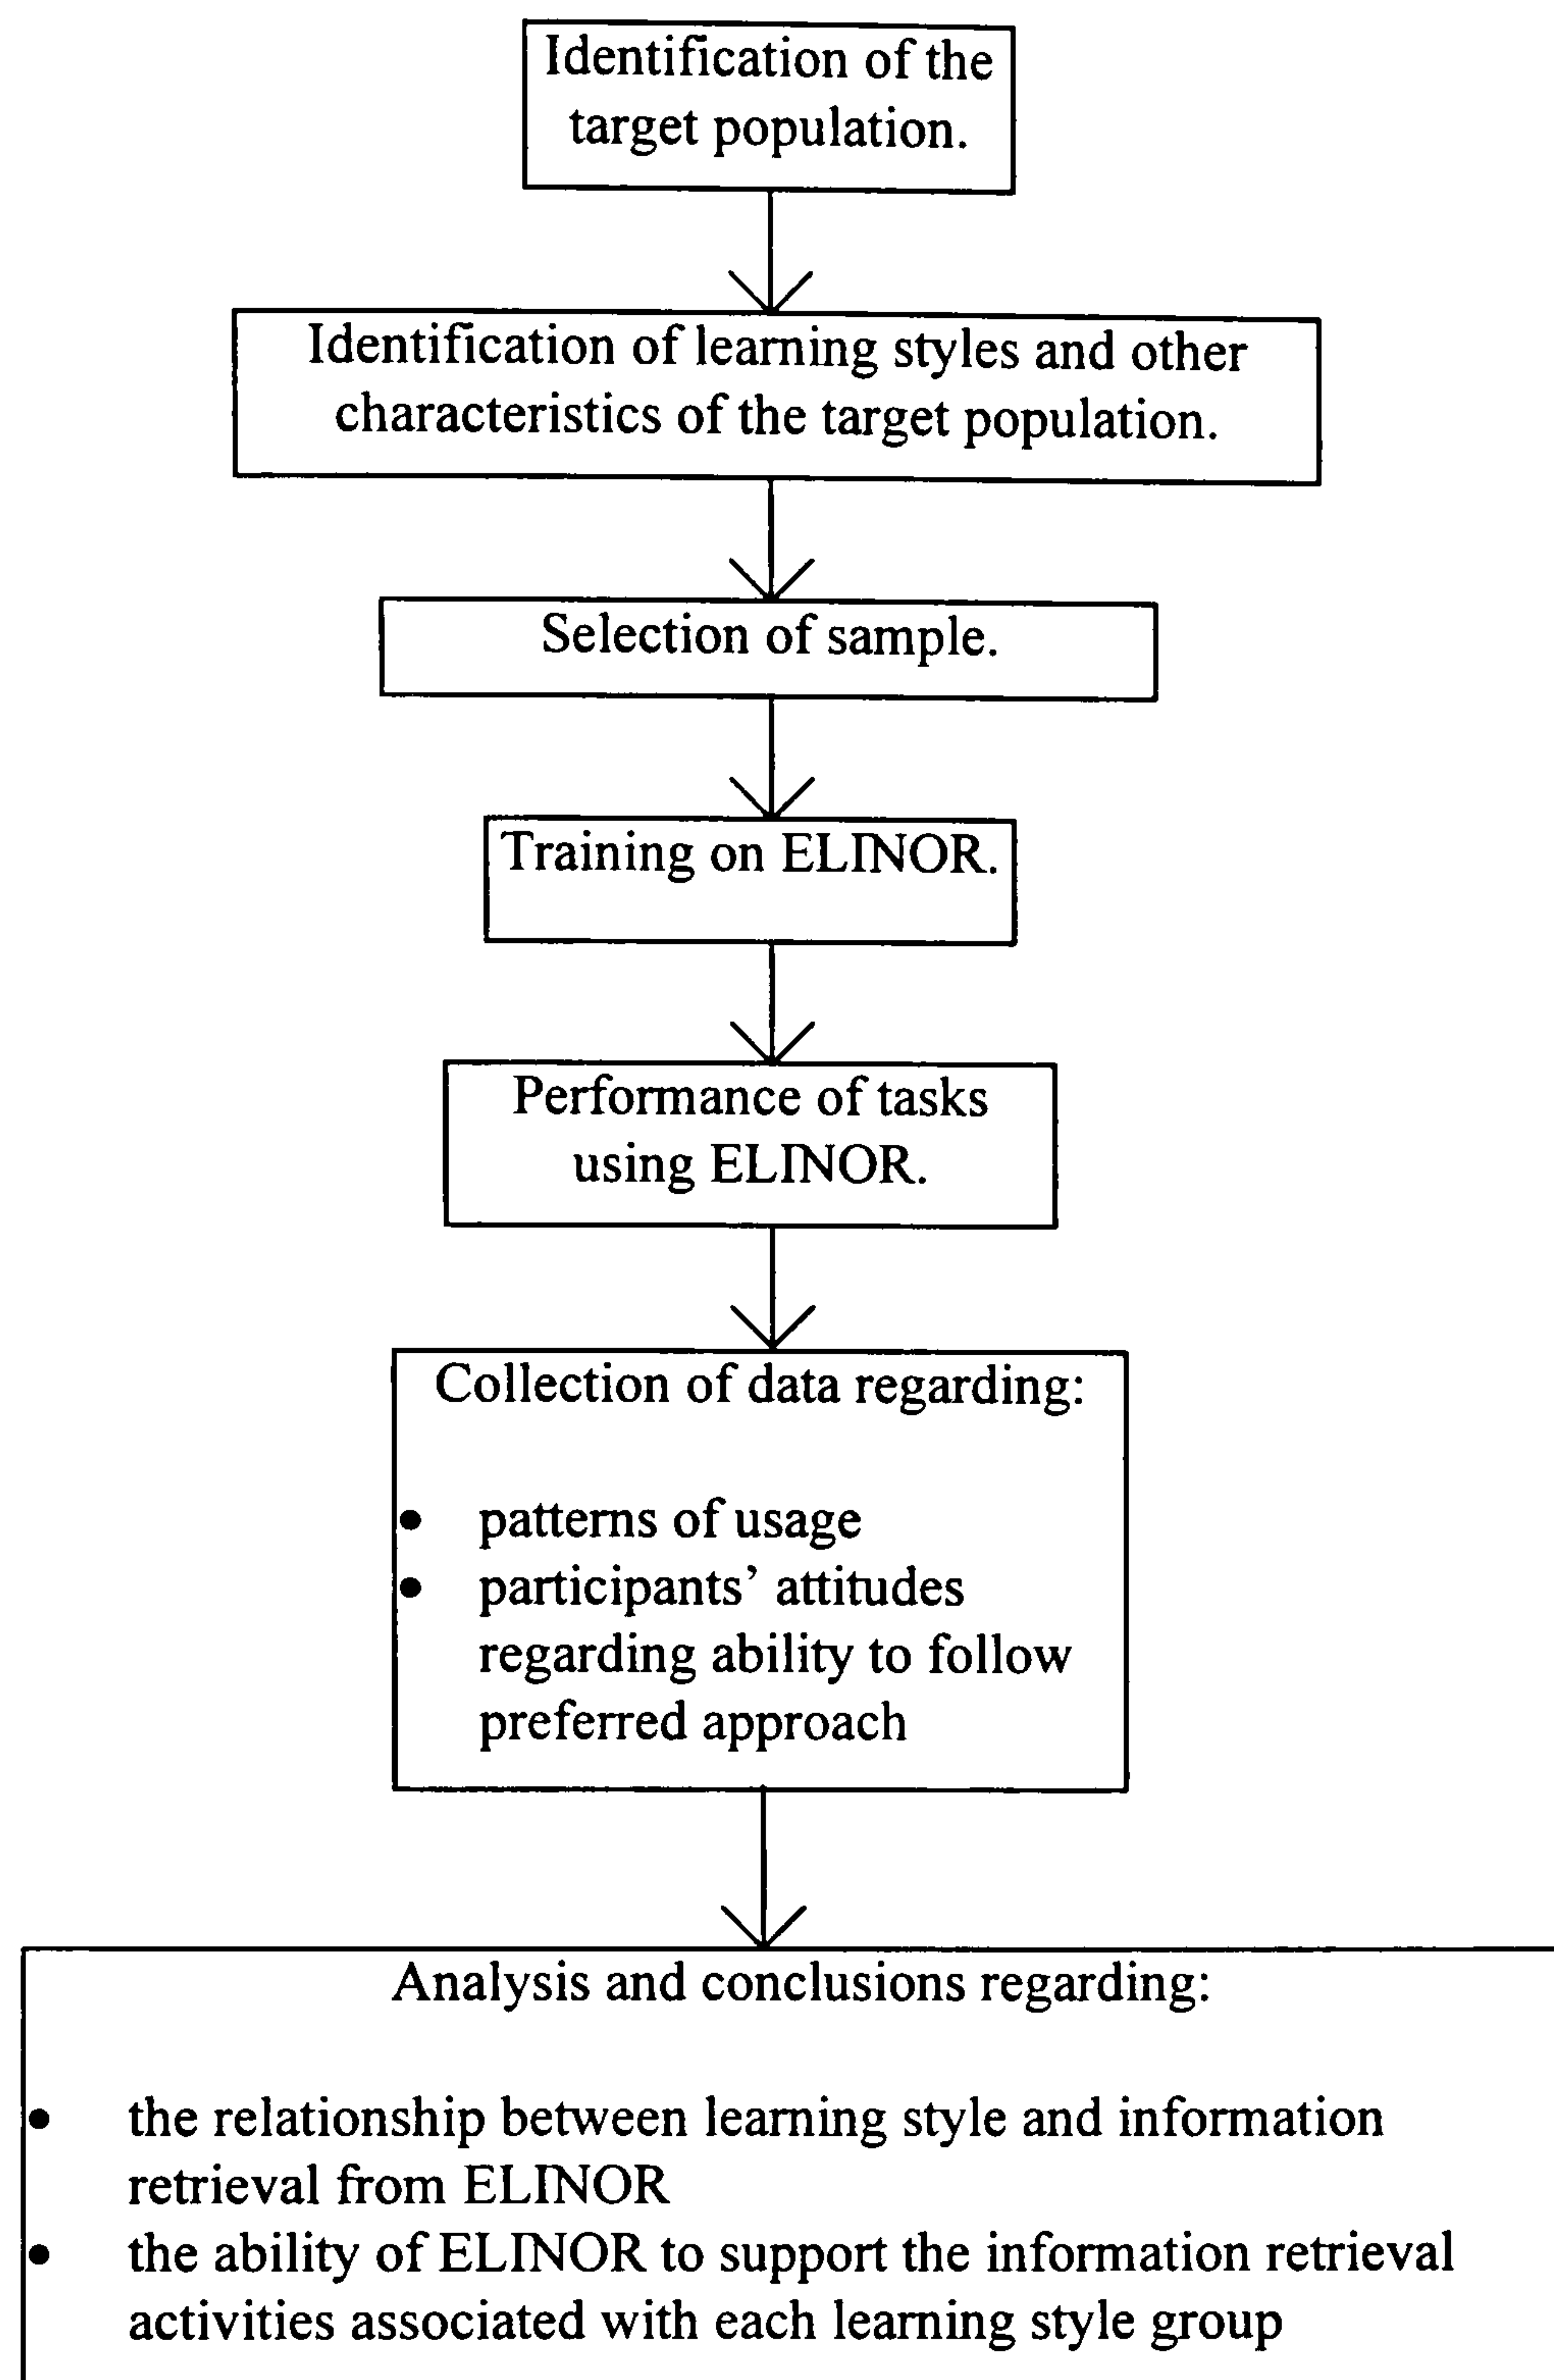 Identification of the
target population.
Identification of learning styles and other
characteristics of the target population.
Selection of sample.
Training on ELINOR.
Performance of tasks
using ELINOR.
Collection of data regarding:
• patterns of usage
• participants’ attitudes
regarding ability to follow
preferred approach
Analysis and conclusions regarding:
• the relationship between learning style and information
retrieval from ELINOR
• the ability of ELINOR to support the information retrieval
activities associated with each learning style group